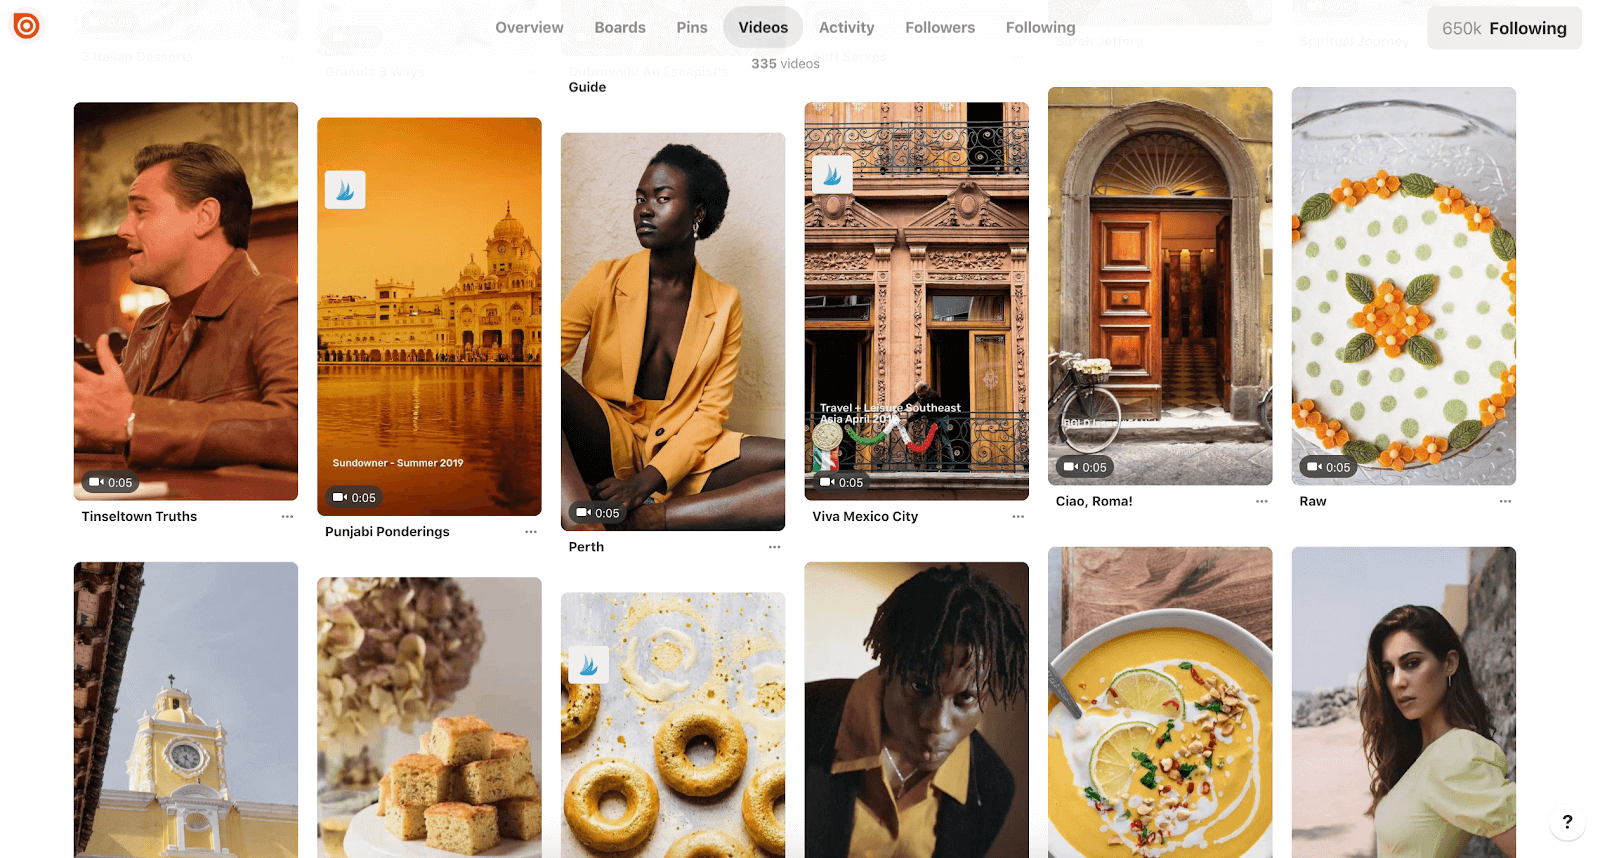 Overview Boards Pins Videos Activity Followers Following
650k Following
335 videos
3 Italian Desserts
Granola 3 Ways
Dubrovnik: An Escapist's
Guide
Soft Serves
Sarah Jeffery
Spiritual Journey
Sundowner - Summer 2019
Travel + Leisure Southeast
Asia April 2019
0:05
Tinseltown Truths
0:05
Punjabi Ponderings
0:05
Perth
0:05
Viva Mexico City
0:05
Ciao, Roma!
0:05
Raw
?